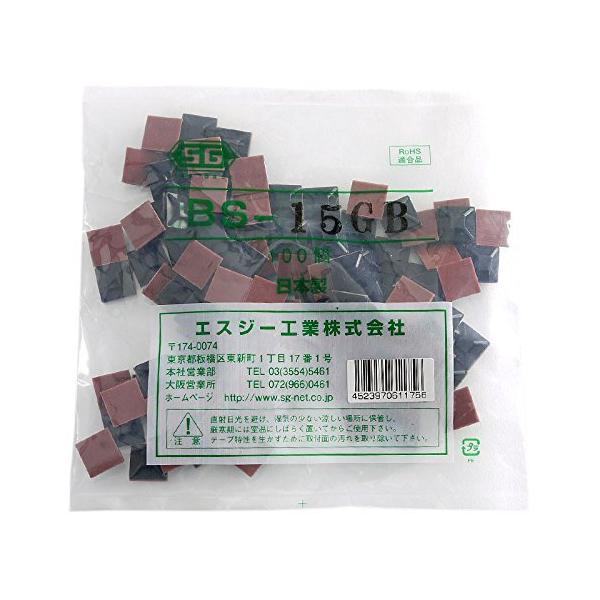 SG
RoHS
適合品
BS-15GB
100個
日本製
エスジー工業株式会社
〒174-0074
東京都板橋区東新町1丁目17番1号
本社営業部 TEL 03(3554)5461
大阪営業所 TEL 072(966)0461
ホームページ http://www.sg-net.co.jp
4523970611756
! 注意
直射日光を避け、湿気の少ない涼しい場所に保管し、
厳寒期には室温にしばらく置いてからご使用下さい。
テープ特性を生かすために取付面の汚れを取り除いて下さい。
プラ
PE